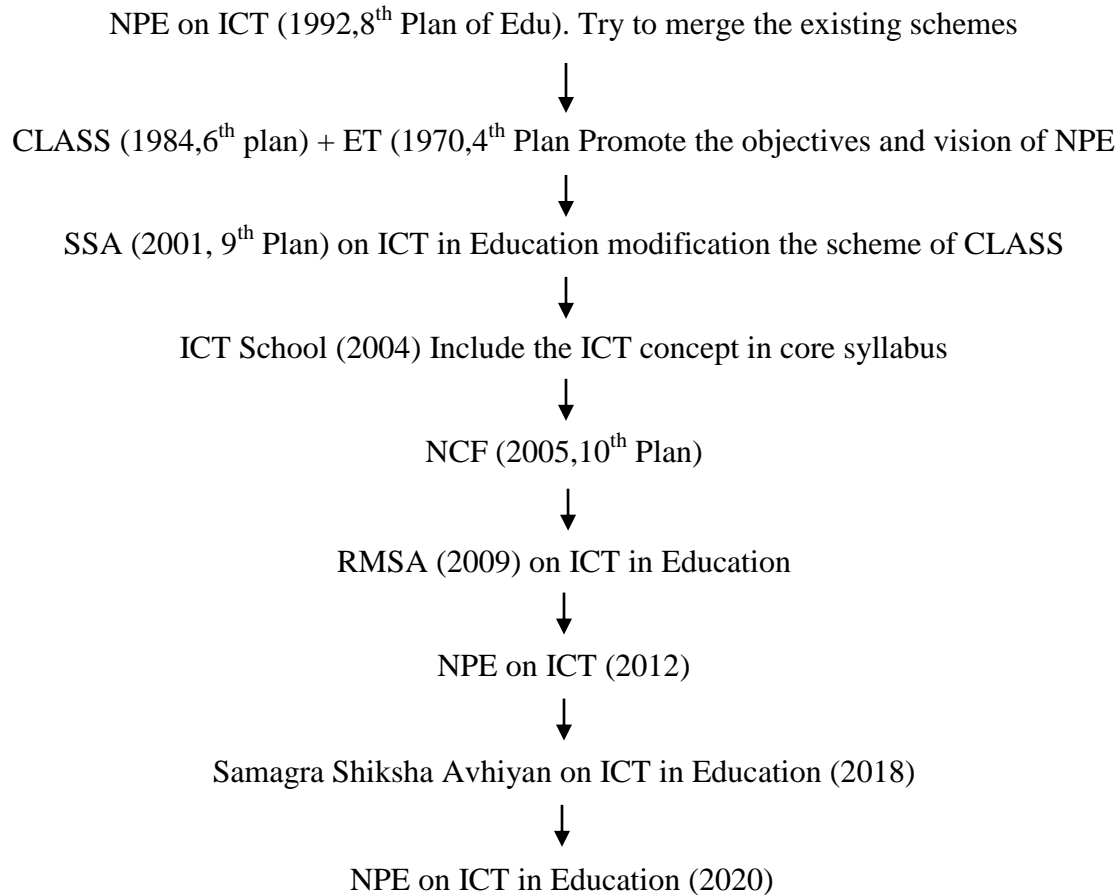 NPE on ICT (1992,8th Plan of Edu). Try to merge the existing schemes
CLASS (1984,6th plan) + ET (1970,4th Plan Promote the objectives and vision of NPE
SSA (2001, 9th Plan) on ICT in Education modification the scheme of CLASS
ICT School (2004) Include the ICT concept in core syllabus
NCF (2005,10th Plan)
RMSA (2009) on ICT in Education
NPE on ICT (2012)
Samagra Shiksha Avhiyan on ICT in Education (2018)
NPE on ICT in Education (2020)